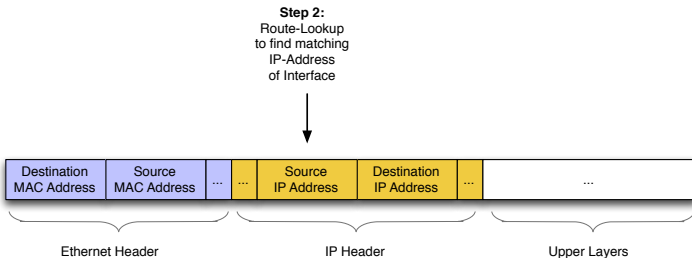 Step 2:
Route-Lookup
to find matching
IP-Address
of Interface
Destination
MAC Address
Source
MAC Address
...
...
Source
IP Address
Destination
IP Address
...
...
Ethernet Header
IP Header
Upper Layers